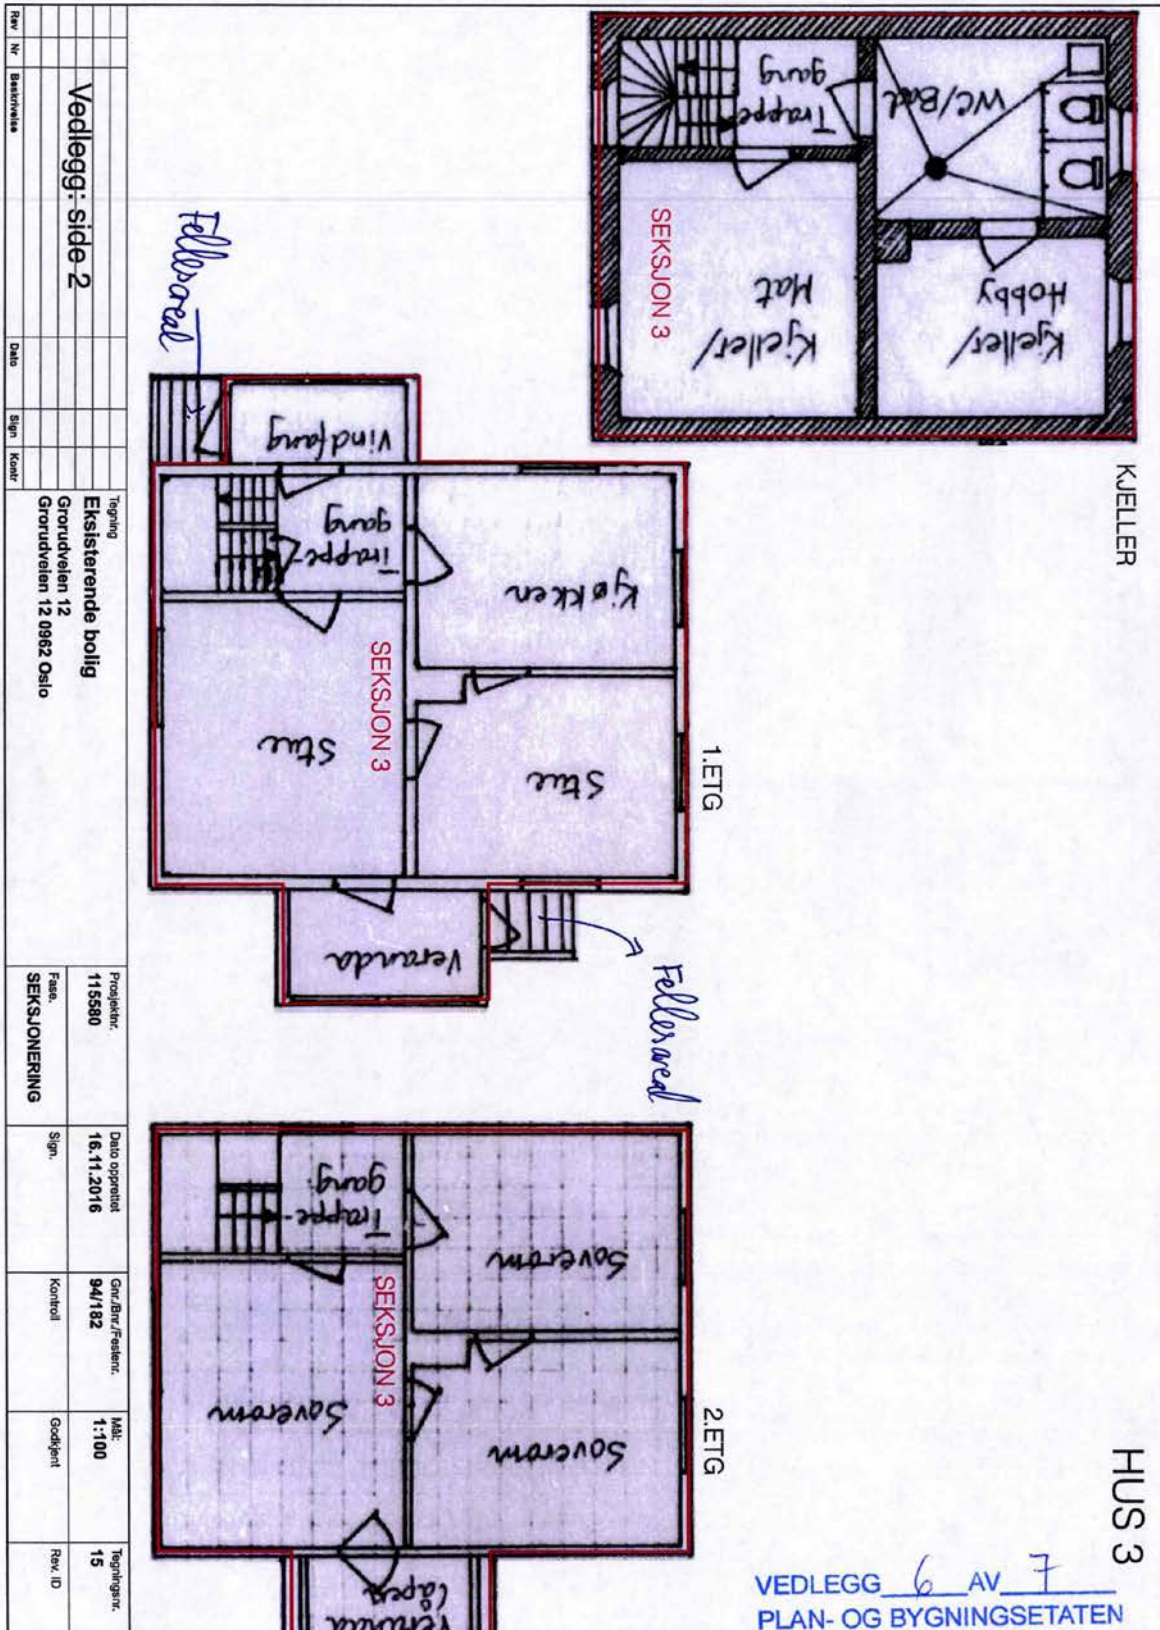 HUS 3
VEDLEGG 6 AV 7
PLAN- OG BYGNINGSETATEN
KJELLER
WC/Bad
Trappe
gang
Kjeller/
Hobby
Kjeller/
Mat
SEKSJON 3
1.ETG
Vindfang
Trappe-
gang
Kjøkken
Stue
Stue
SEKSJON 3
Veranda
Fellesareal
Fellesareal
2.ETG
Trappe-
gang
Soverom
Soverom
Soverom
SEKSJON 3
Veranda
(åpen
Vedlegg: side 2
Rev Nr Beskrivelse Dato Sign Kontr
Tegning
Eksisterende bolig
Grorudveien 12
Grorudveien 12 0962 Oslo
Prosjektnr.
115580
Fase.
SEKSJONERING
Dato opprettet
16.11.2016
Sign.
Gnr./Bnr./Festenr.
94/182
Kontroll
Mål:
1:100
Godkjent
Tegningsnr.
15
Rev. ID